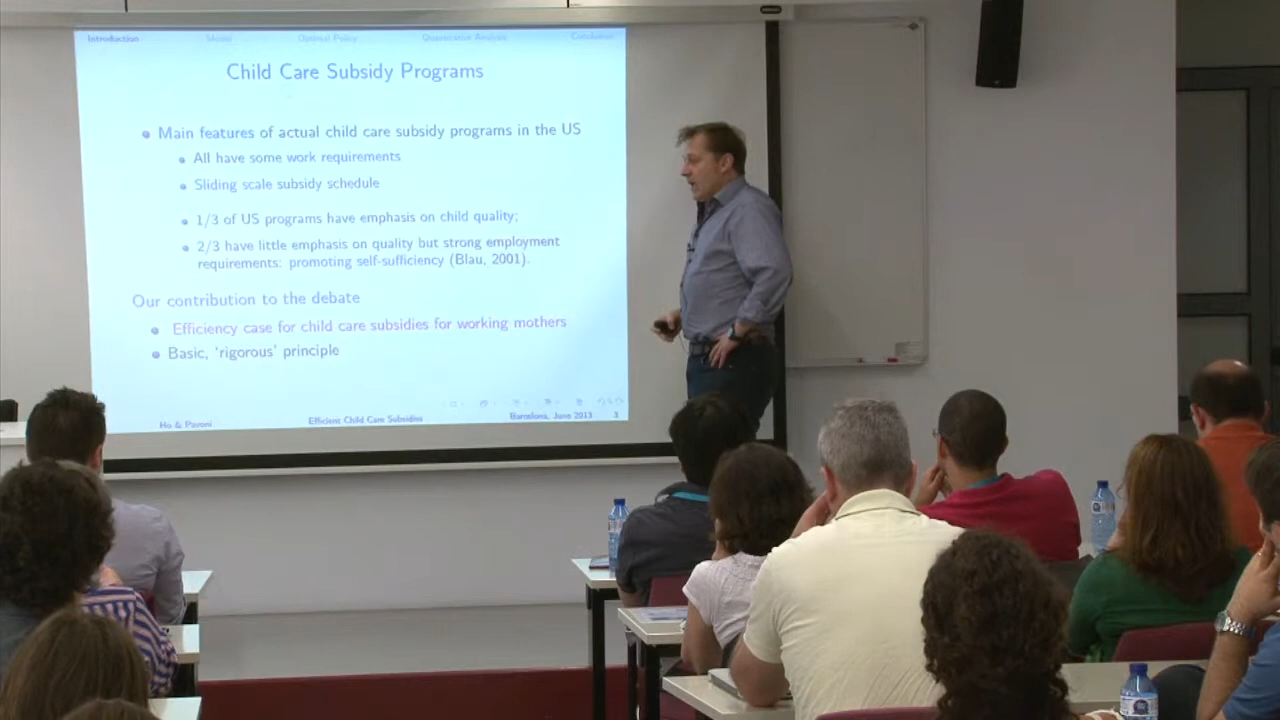 Introduction Model Optimal Policy Quantitative Analysis Conclusion
Child Care Subsidy Programs
Main features of actual child care subsidy programs in the US
All have some work requirements
Sliding scale subsidy schedule
1/3 of US programs have emphasis on child quality;
2/3 have little emphasis on quality but strong employment
requirements: promoting self-sufficiency (Blau, 2001).
Our contribution to the debate
Efficiency case for child care subsidies for working mothers
Basic, ‘rigorous’ principle
Ho & Pavoni Efficient Child Care Subsidies Barcelona, June 2013 3